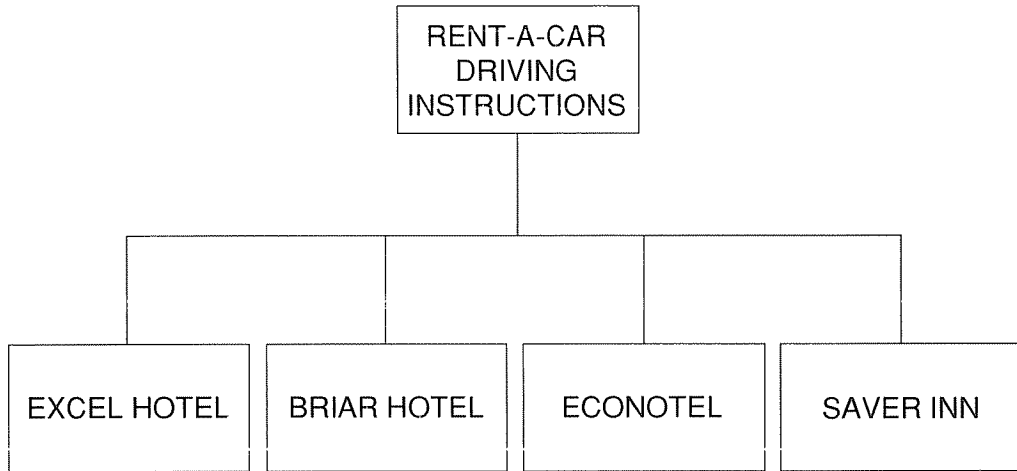 RENT-A-CAR
DRIVING
INSTRUCTIONS
EXCEL HOTEL
BRIAR HOTEL
ECONOTEL
SAVER INN